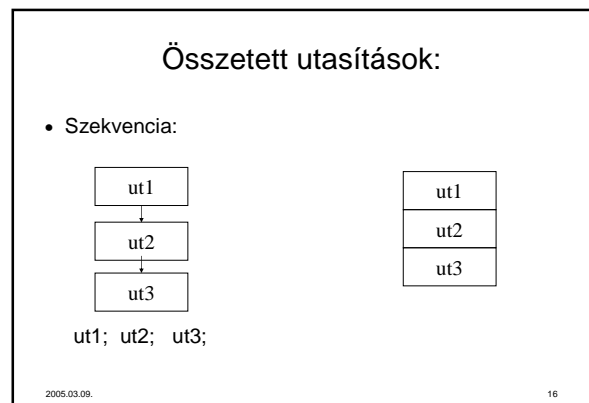 Összetett utasítások:
• Szekvencia:
ut1
ut2
ut3
ut1; ut2; ut3;
ut1
ut2
ut3
2005.03.09.
16